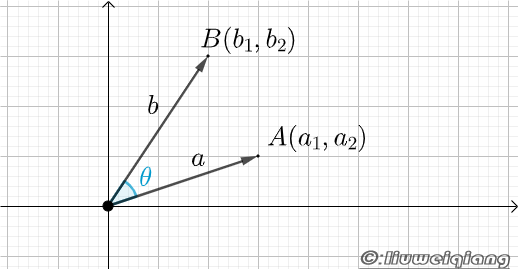 B(b₁, b₂)
b
A(a₁, a₂)
a
θ
©:liuweiqiang